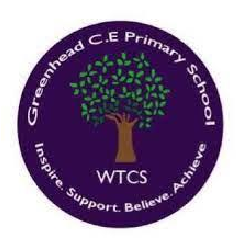 Greenhead C.E Primary School
WTCS
Inspire. Support. Believe. Achieve